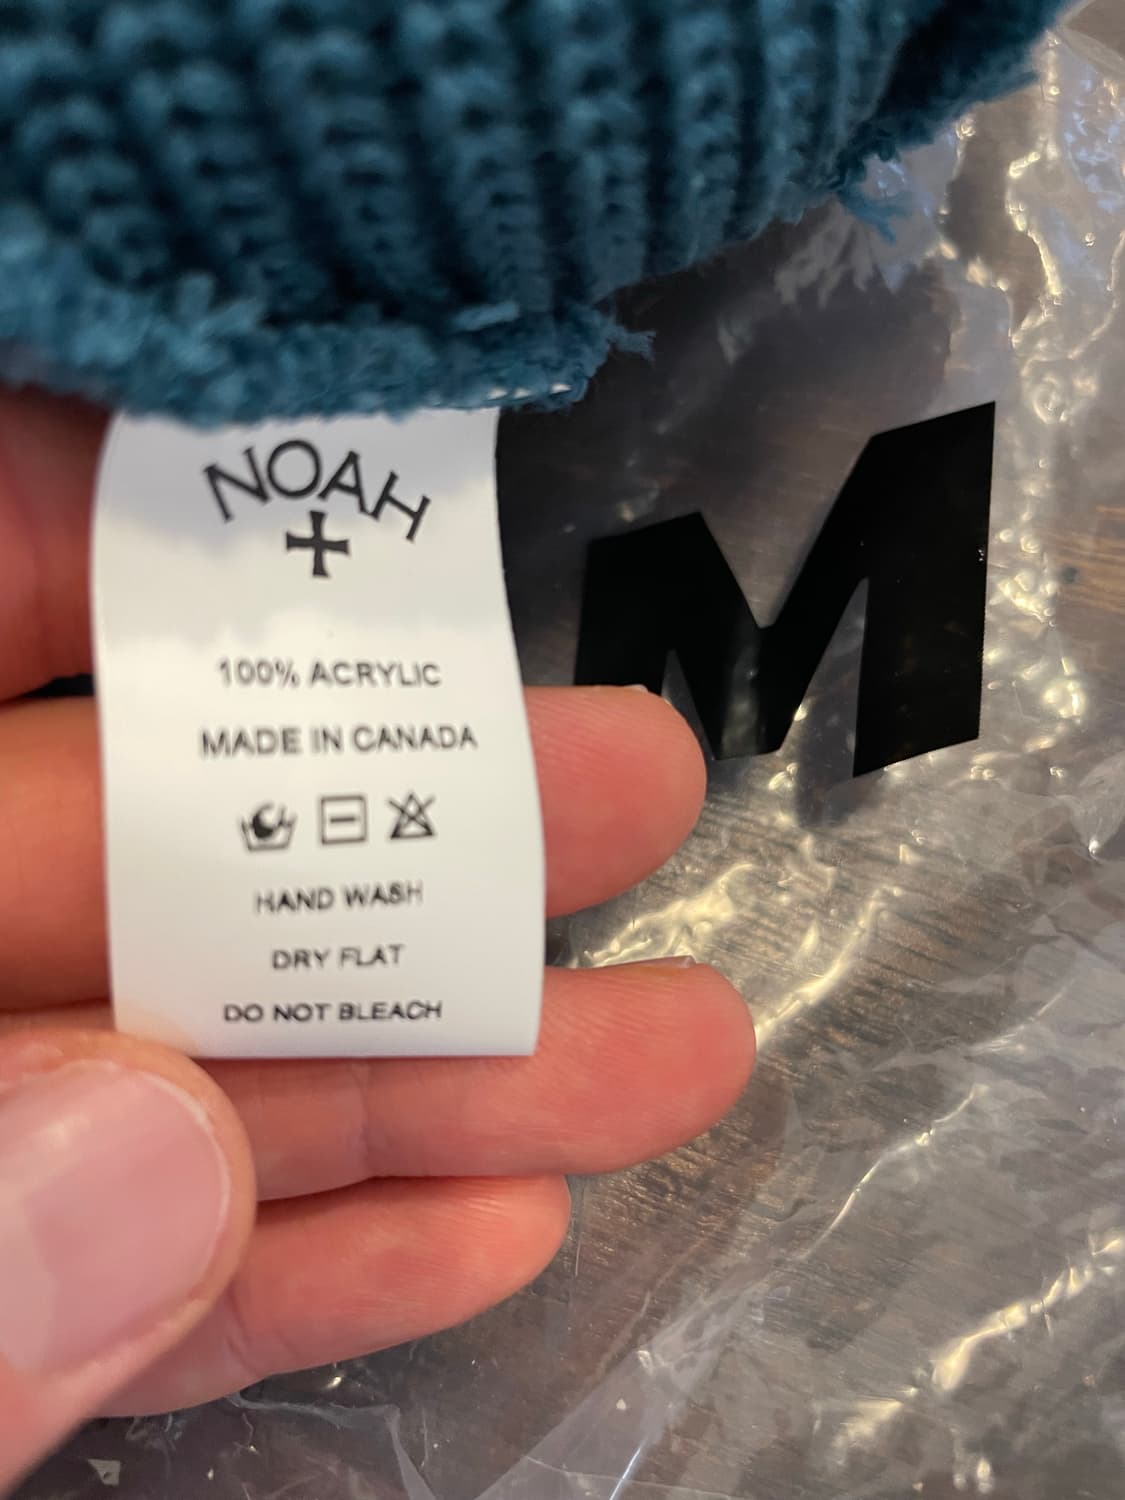 NOAH
100% ACRYLIC
MADE IN CANADA
HAND WASH
DRY FLAT
DO NOT BLEACH
M